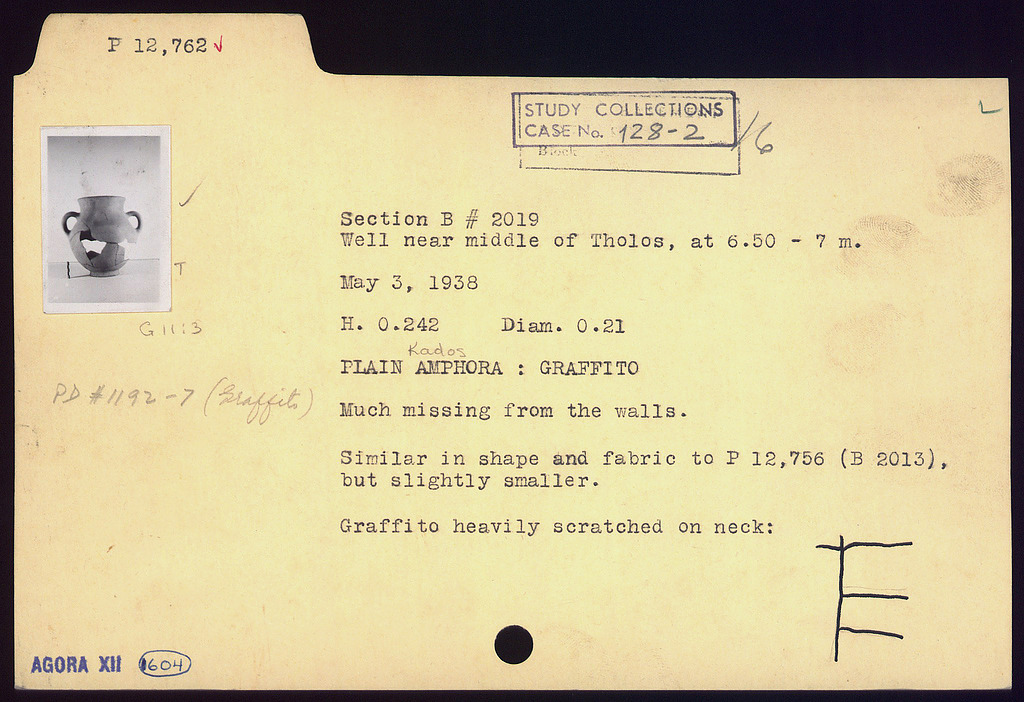 P 12,762 ✓
STUDY COLLECTIONS
CASE No. 128-2
/6
Block
Section B # 2019
Well near middle of Tholos, at 6.50 - 7 m.
T
May 3, 1938
G 11:3
H. 0.242 Diam. 0.21
Kados
PLAIN AMPHORA : GRAFFITO
PD #1192-7 (Graffito)
Much missing from the walls.
Similar in shape and fabric to P 12,756 (B 2013),
but slightly smaller.
Graffito heavily scratched on neck:
E
AGORA XII 1604